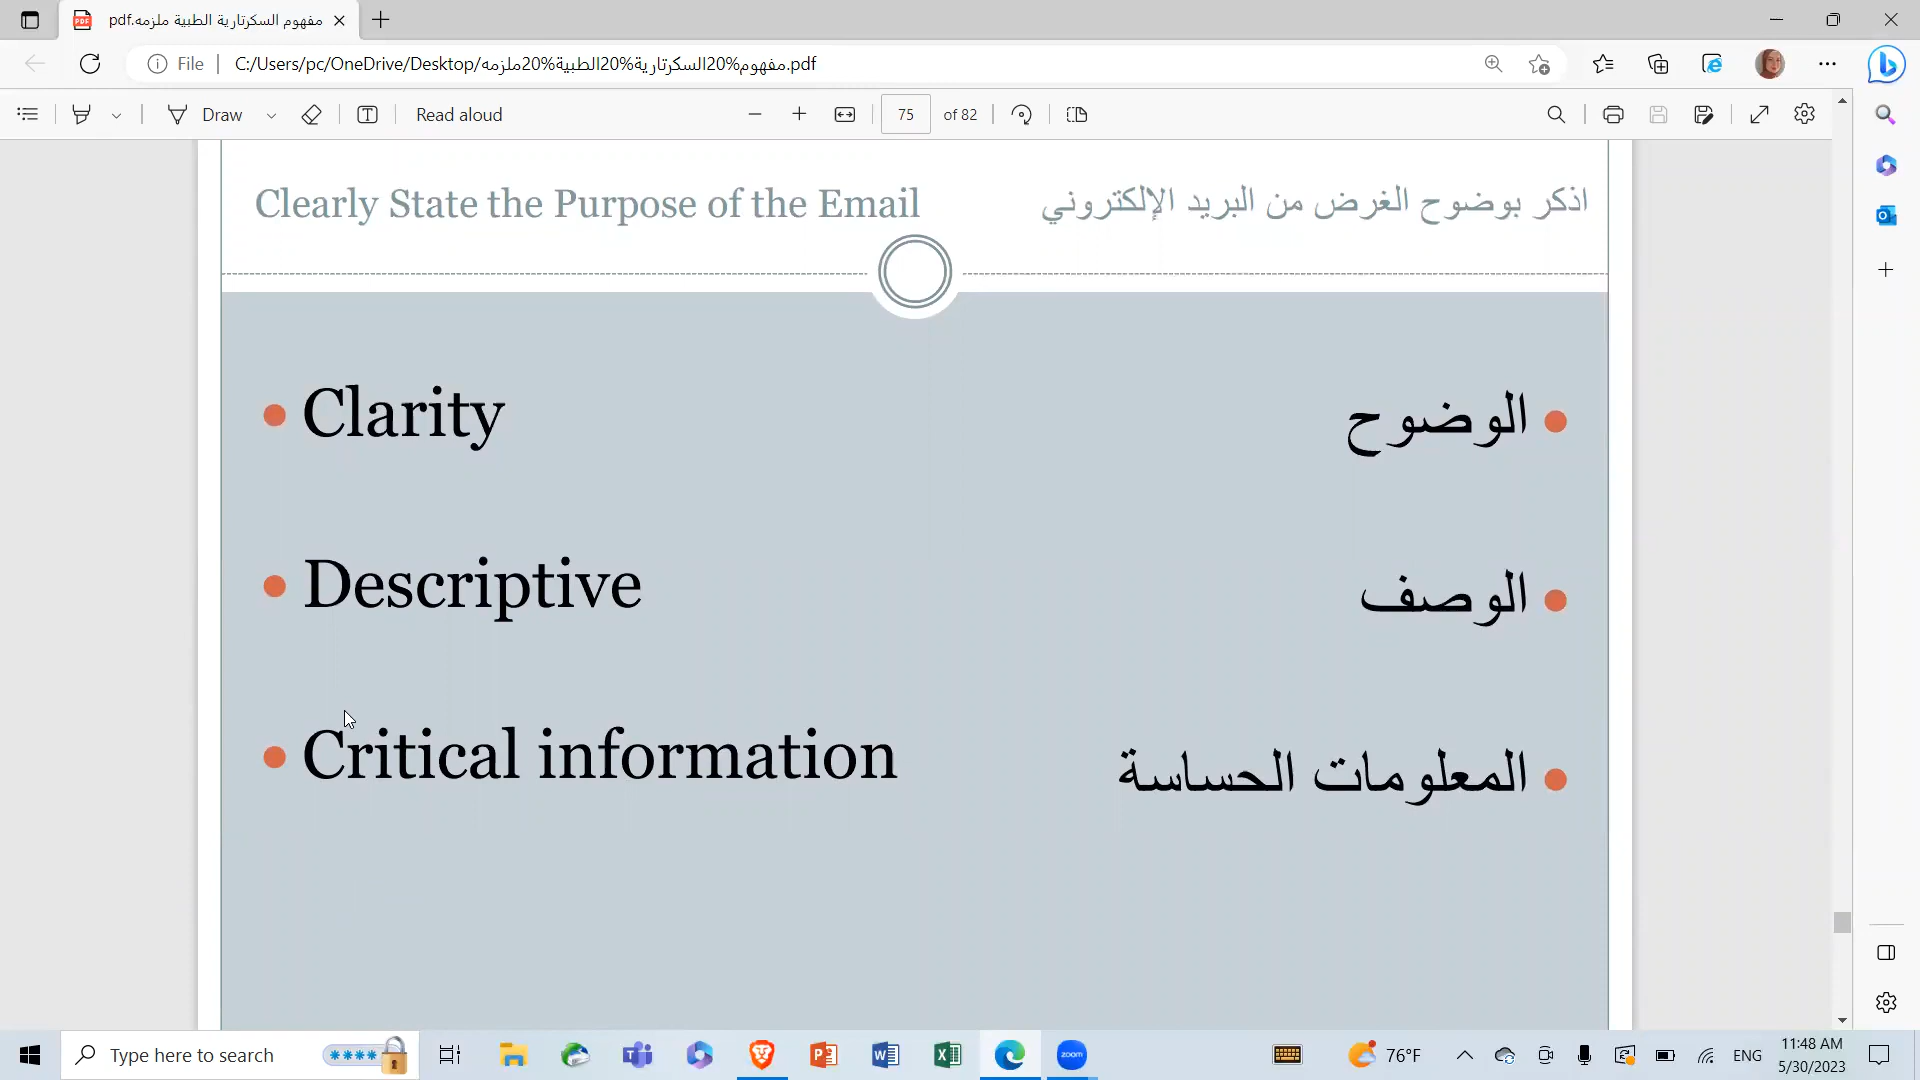 مفهوم السكرتارية الطبية ملزمه.pdf
File
C:/Users/pc/OneDrive/Desktop/مفهوم%20السكرتارية%20الطبية%20ملزمه.pdf
Draw
Read aloud
75 of 82
Clearly State the Purpose of the Email
اذكر بوضوح الغرض من البريد الإلكتروني
Clarity
الوضوح
Descriptive
الوصف
Critical information
المعلومات الحساسة
Type here to search
zoom
76°F
ENG
11:48 AM
5/30/2023